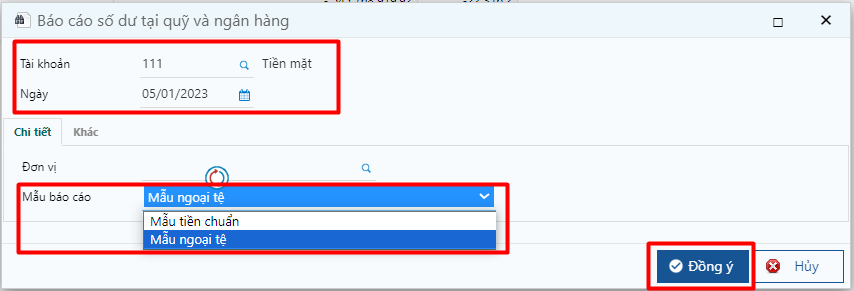 Báo cáo số dư tại quỹ và ngân hàng
Tài khoản 111 Tiền mặt
Ngày 05/01/2023
Chi tiết Khác
Đơn vị
Mẫu báo cáo Mẫu ngoại tệ
Mẫu tiền chuẩn
Mẫu ngoại tệ
Đồng ý Hủy